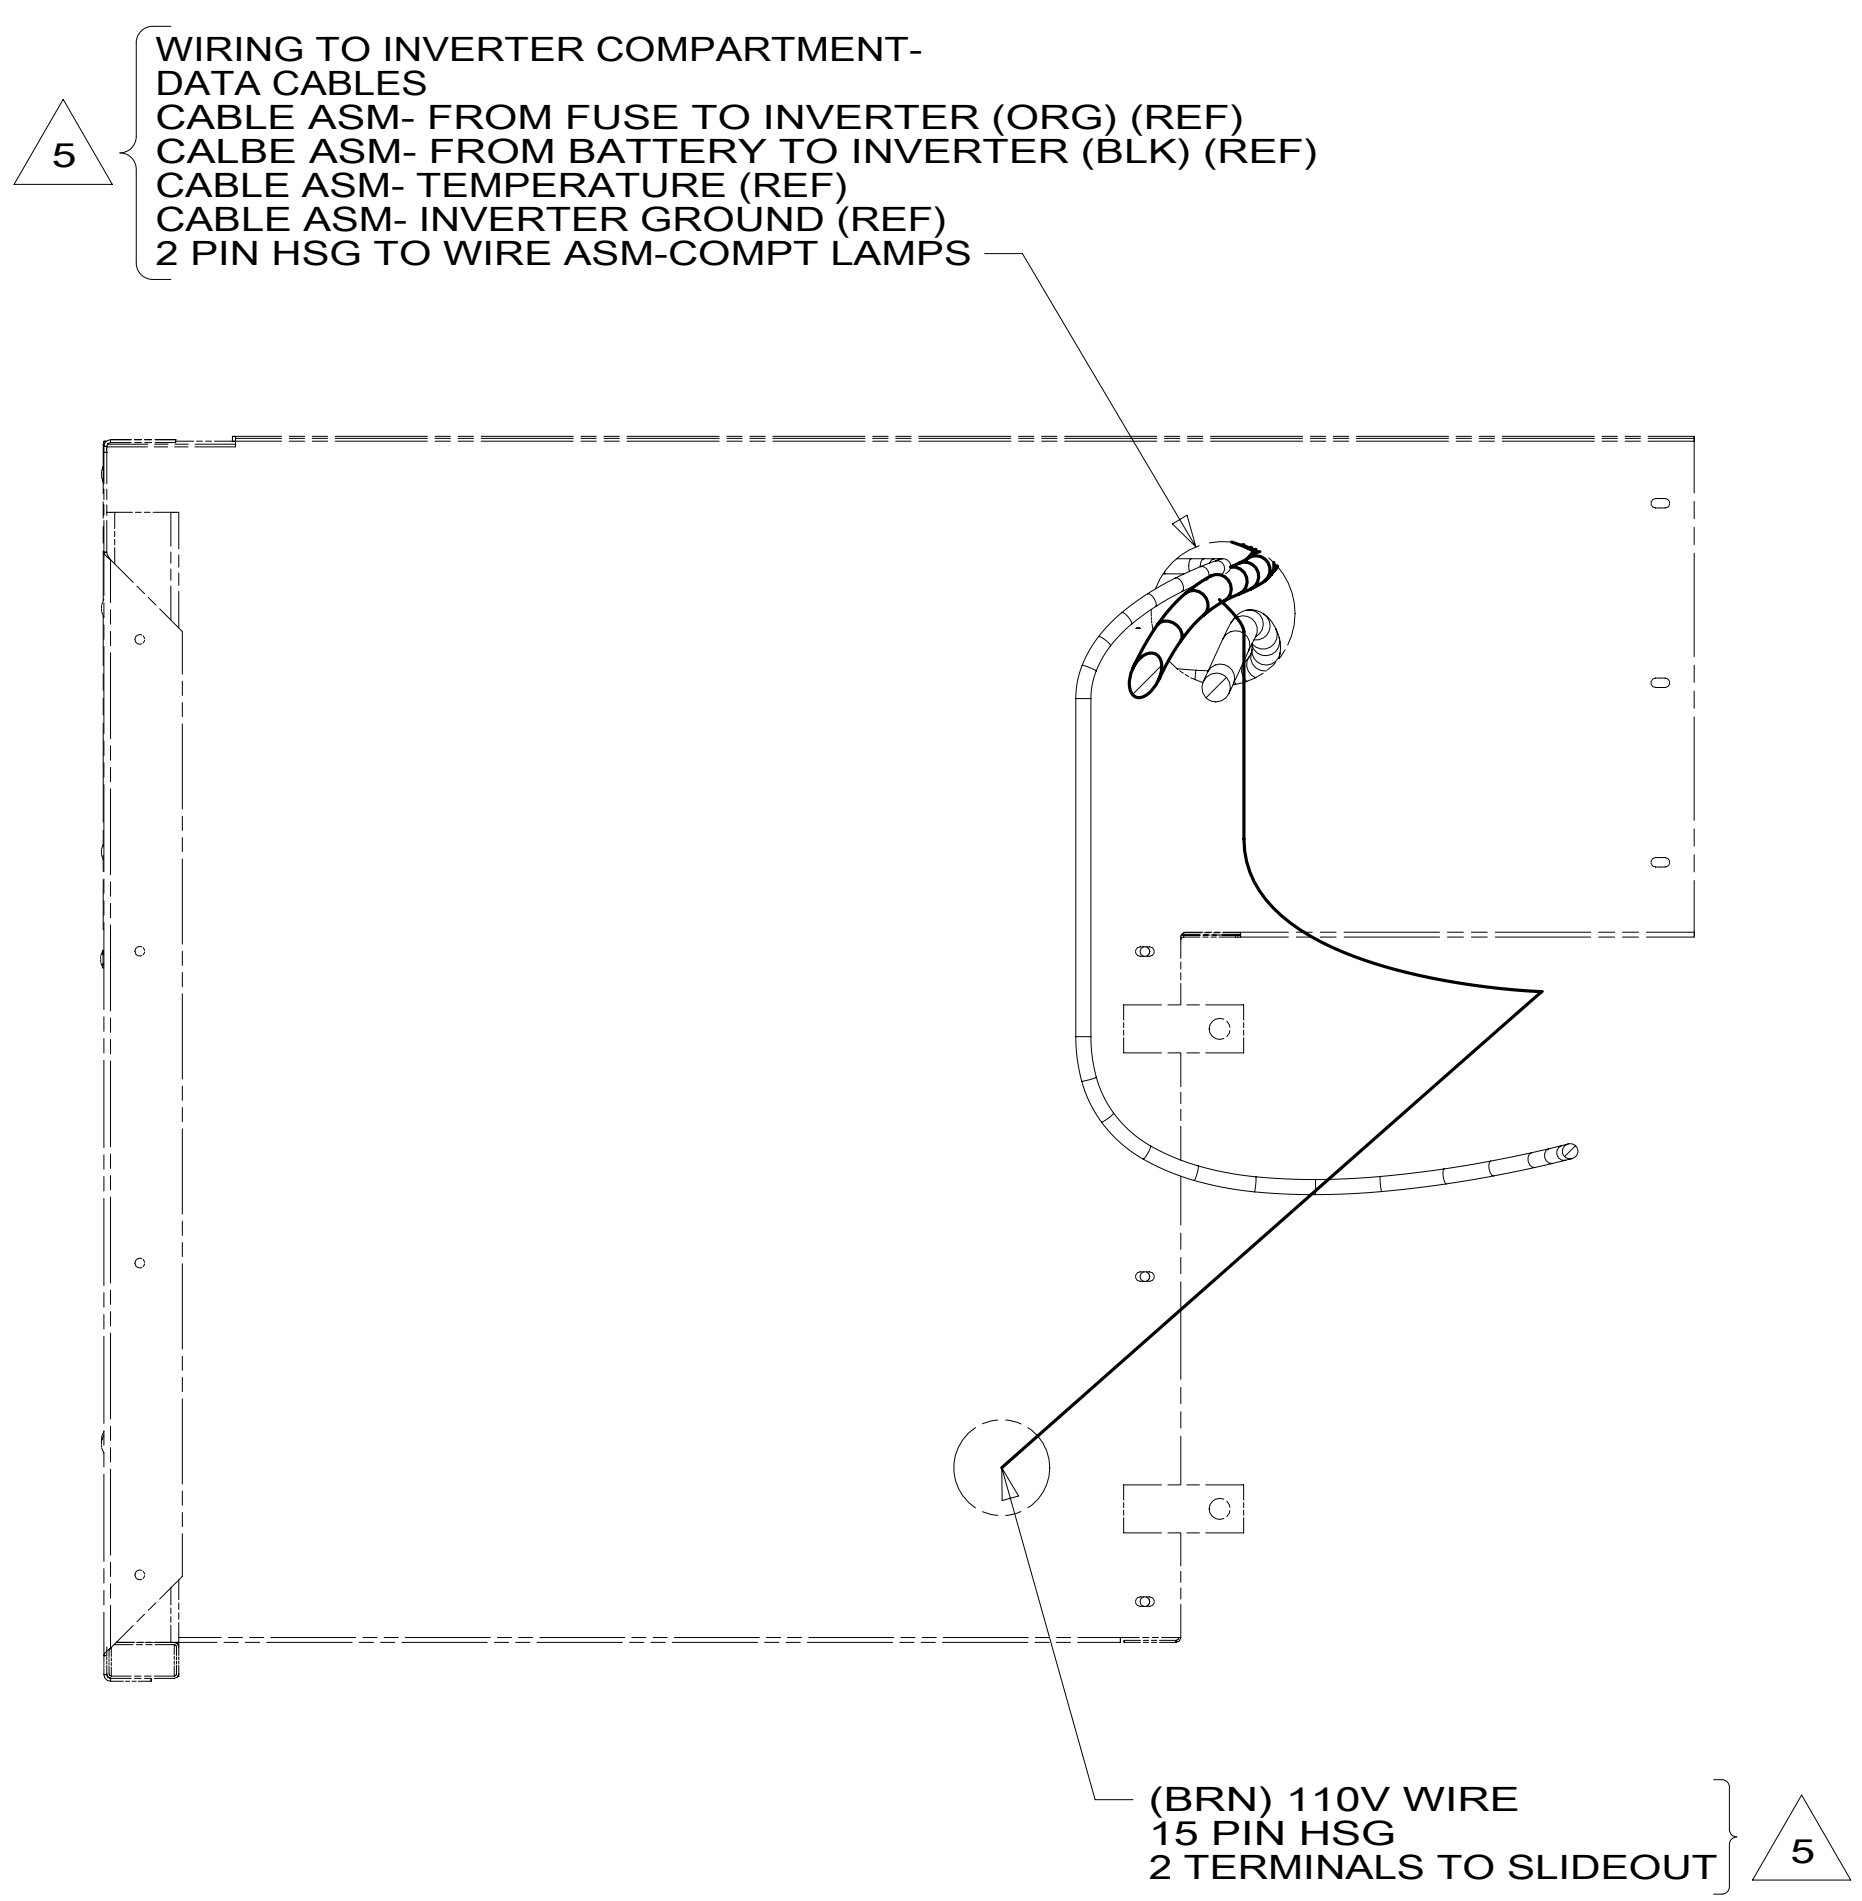 WIRING TO INVERTER COMPARTMENT-
DATA CABLES
CABLE ASM- FROM FUSE TO INVERTER (ORG) (REF)
CALBE ASM- FROM BATTERY TO INVERTER (BLK) (REF)
CABLE ASM- TEMPERATURE (REF)
CABLE ASM- INVERTER GROUND (REF)
2 PIN HSG TO WIRE ASM-COMPT LAMPS
5
(BRN) 110V WIRE
15 PIN HSG
2 TERMINALS TO SLIDEOUT
5